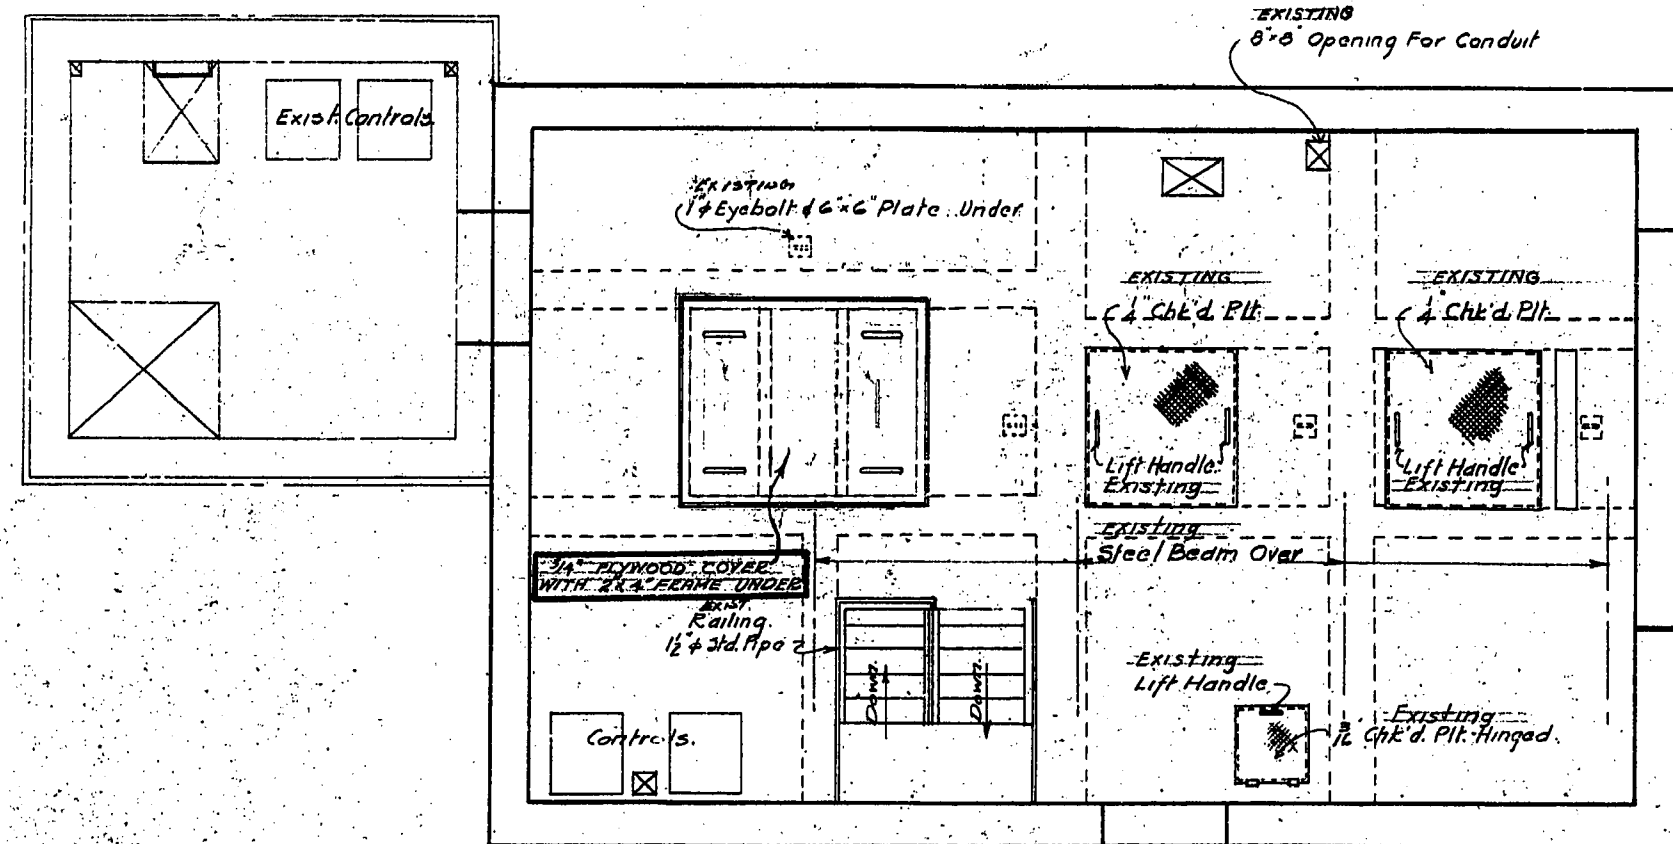 EXISTING
8"x8" Opening For Conduit
Exist. Controls.
EXISTING
1"ϕ Eyebolt & 6"x6" Plate Under
EXISTING
1/4" Chk'd. Plt.
EXISTING
1/4" Chk'd. Plt.
Lift Handle
Existing
Lift Handle
Existing
Existing
Steel Beam Over
3/4" PLYWOOD COVER
WITH 2"x4" FRAME UNDER
EXIST.
Railing
1 1/2"ϕ Std. Pipe
Down.
Down.
Existing
Lift Handle
Existing
Chk'd. Plt. Hinged.
Controls.